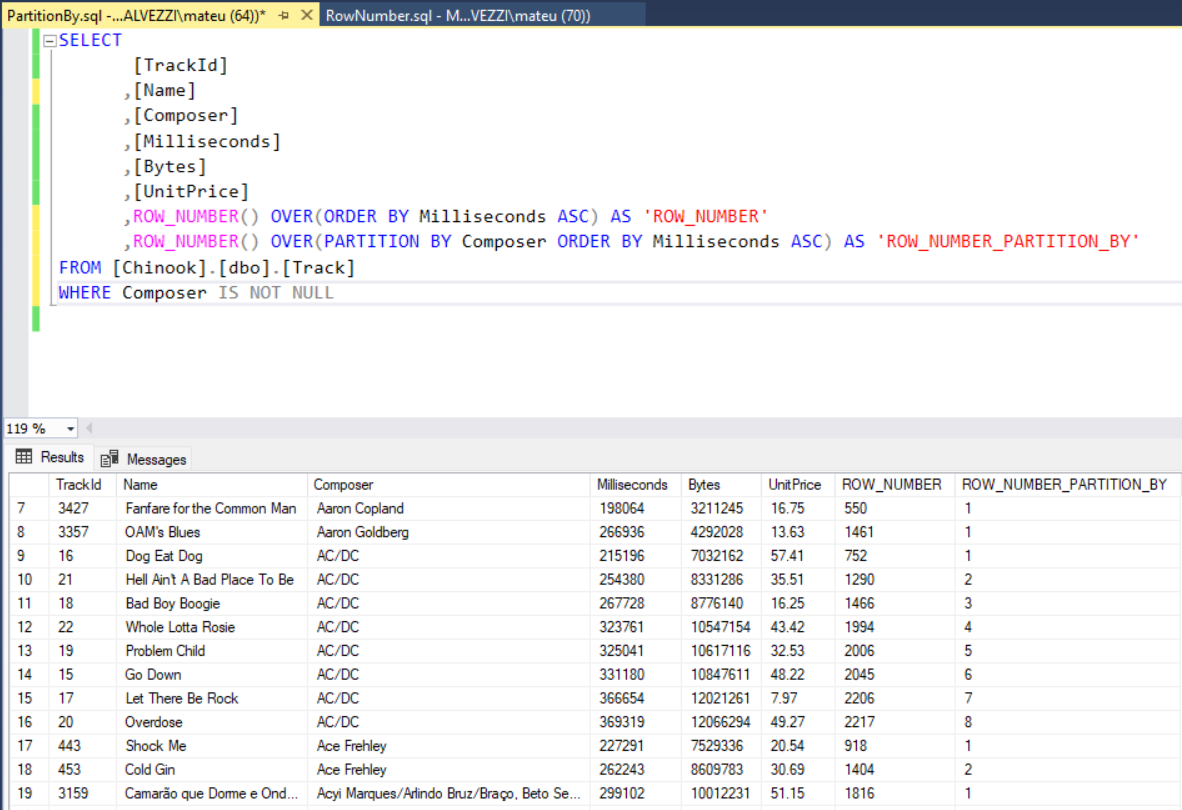 PartitionBy.sql -...ALVEZZI\mateu (64))* RowNumber.sql - M...VEZZI\mateu (70))
SELECT
[TrackId]
,[Name]
,[Composer]
,[Milliseconds]
,[Bytes]
,[UnitPrice]
,ROW_NUMBER() OVER(ORDER BY Milliseconds ASC) AS 'ROW_NUMBER'
,ROW_NUMBER() OVER(PARTITION BY Composer ORDER BY Milliseconds ASC) AS 'ROW_NUMBER_PARTITION_BY'
FROM [Chinook].[dbo].[Track]
WHERE Composer IS NOT NULL
119 %
Results Messages
TrackId Name Composer Milliseconds Bytes UnitPrice ROW_NUMBER ROW_NUMBER_PARTITION_BY
7 3427 Fanfare for the Common Man Aaron Copland 198064 3211245 16.75 550 1
8 3357 OAM's Blues Aaron Goldberg 266936 4292028 13.63 1461 1
9 16 Dog Eat Dog AC/DC 215196 7032162 57.41 752 1
10 21 Hell Ain't A Bad Place To Be AC/DC 254380 8331286 35.51 1290 2
11 18 Bad Boy Boogie AC/DC 267728 8776140 16.25 1466 3
12 22 Whole Lotta Rosie AC/DC 323761 10547154 43.42 1994 4
13 19 Problem Child AC/DC 325041 10617116 32.53 2006 5
14 15 Go Down AC/DC 331180 10847611 48.22 2045 6
15 17 Let There Be Rock AC/DC 366654 12021261 7.97 2206 7
16 20 Overdose AC/DC 369319 12066294 49.27 2217 8
17 443 Shock Me Ace Frehley 227291 7529336 20.54 918 1
18 453 Cold Gin Ace Frehley 262243 8609783 30.69 1404 2
19 3159 Camarão que Dorme e Ond... Acyi Marques/Arlindo Bruz/Braço, Beto Se... 299102 10012231 51.15 1816 1